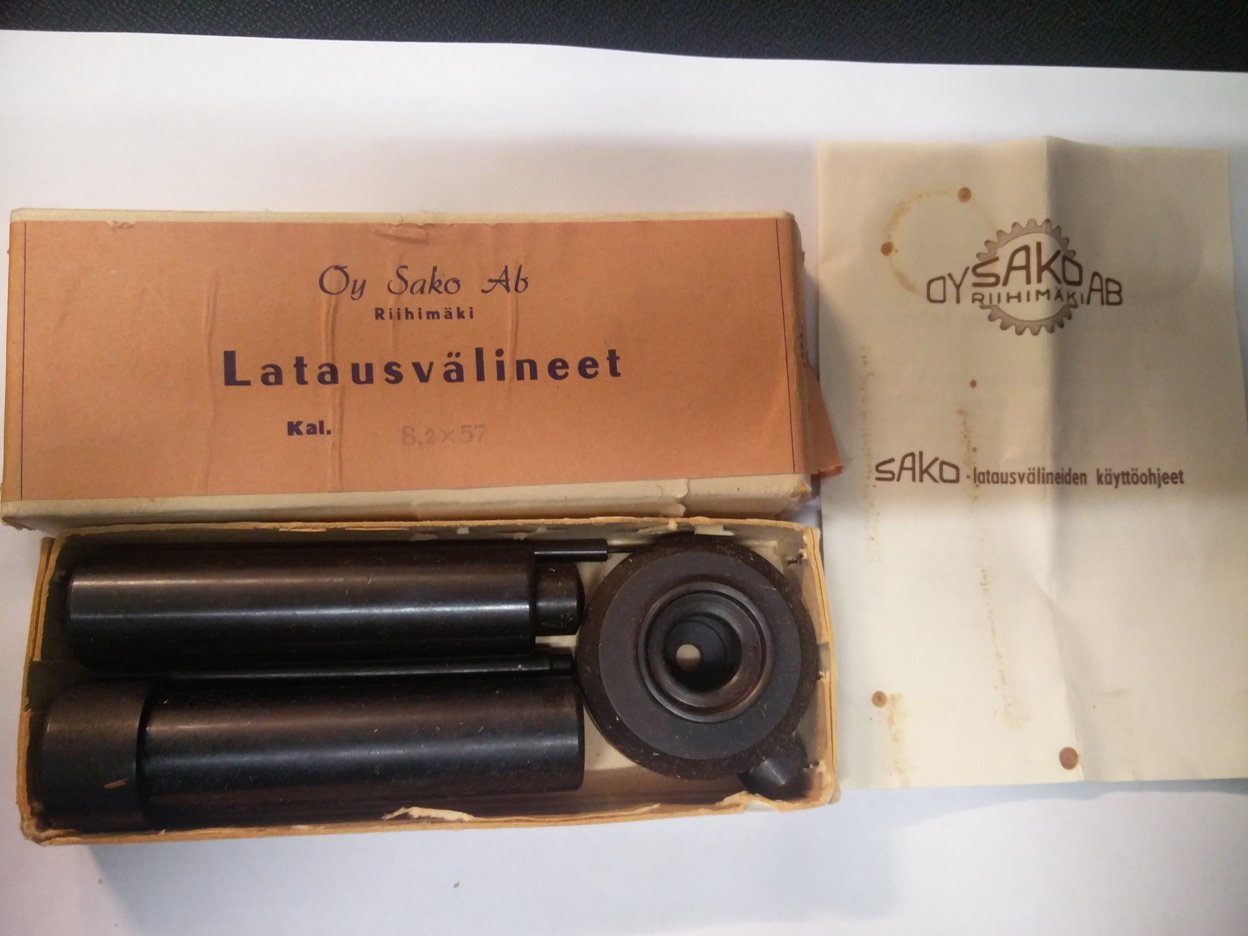 Oy Sako Ab
Riihimäki
Latausvälineet
Kal. 8,2×57
OY SAKO AB
RIIHIMÄKI
SAKO -latausvälineiden käyttöohjeet